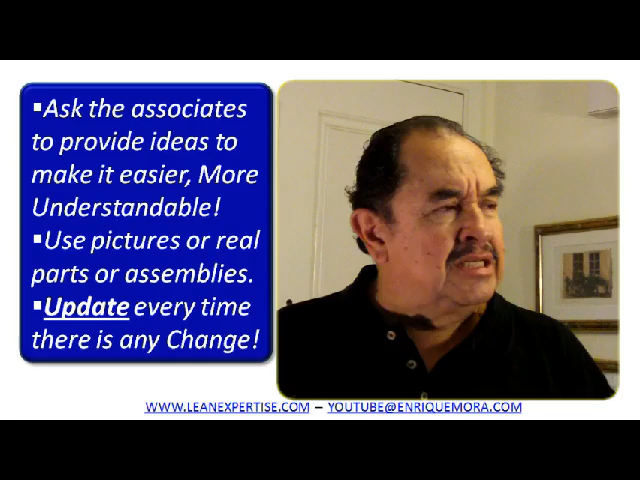 ▪Ask the associates
to provide ideas to
make it easier, More
Understandable!
▪Use pictures or real
parts or assemblies.
▪Update every time
there is any Change!
WWW.LEANEXPERTISE.COM – YOUTUBE@ENRIQUEMORA.COM